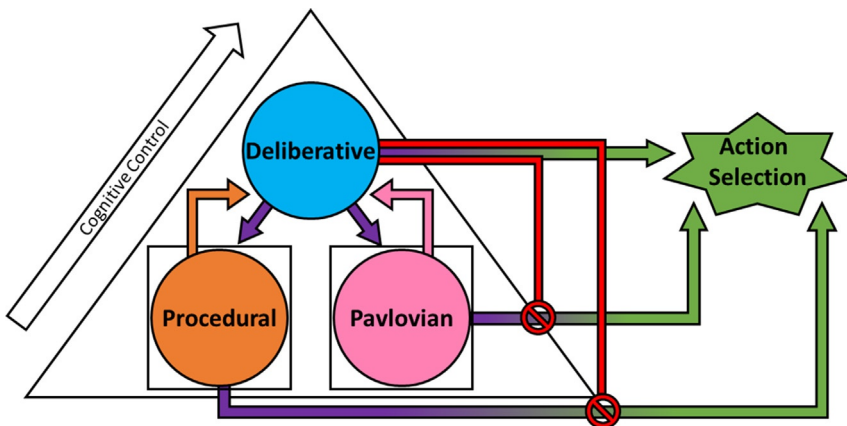 Cognitive Control
Deliberative
Action
Selection
Procedural
Pavlovian